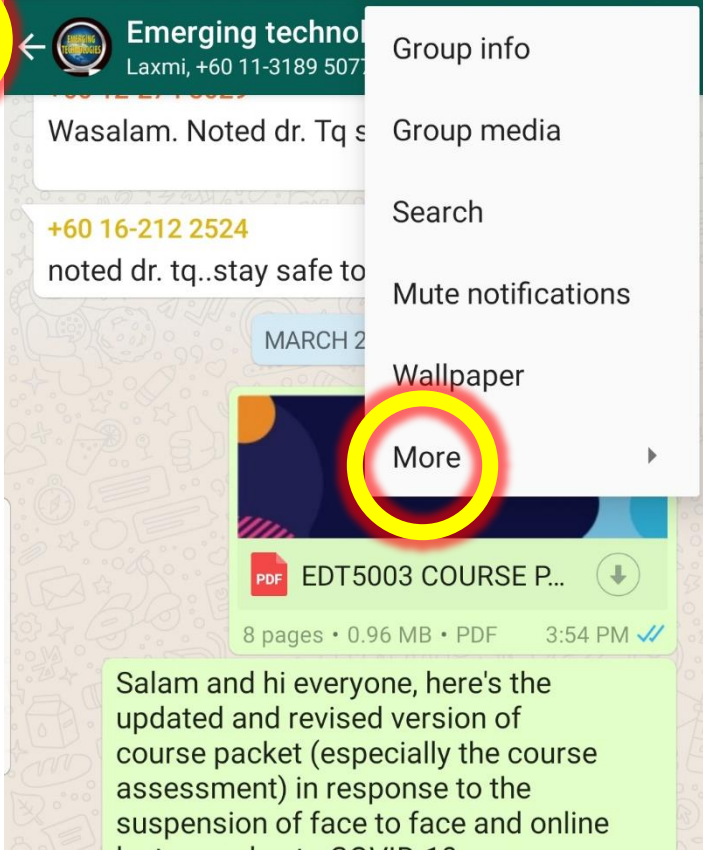 Emerging technol
Laxmi, +60 11-3189 507
Group info
Group media
Search
Mute notifications
Wallpaper
More
Wasalam. Noted dr. Tq s
+60 16-212 2524
noted dr. tq..stay safe to
MARCH 2
PDF EDT5003 COURSE P...
8 pages • 0.96 MB • PDF 3:54 PM
Salam and hi everyone, here's the
updated and revised version of
course packet (especially the course
assessment) in response to the
suspension of face to face and online